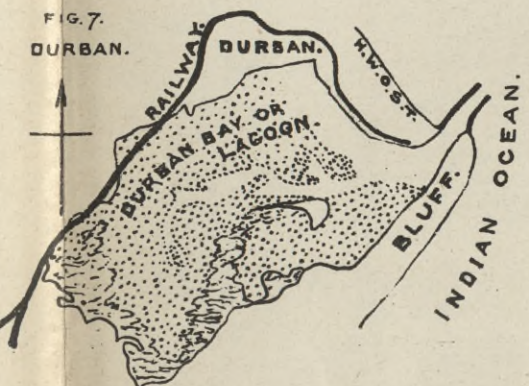 FIG. 7.
DURBAN.
RAILWAY.
DURBAN.
H.W.O.S.T.
DURBAN BAY OR
LAGOON.
BLUFF.
INDIAN OCEAN.